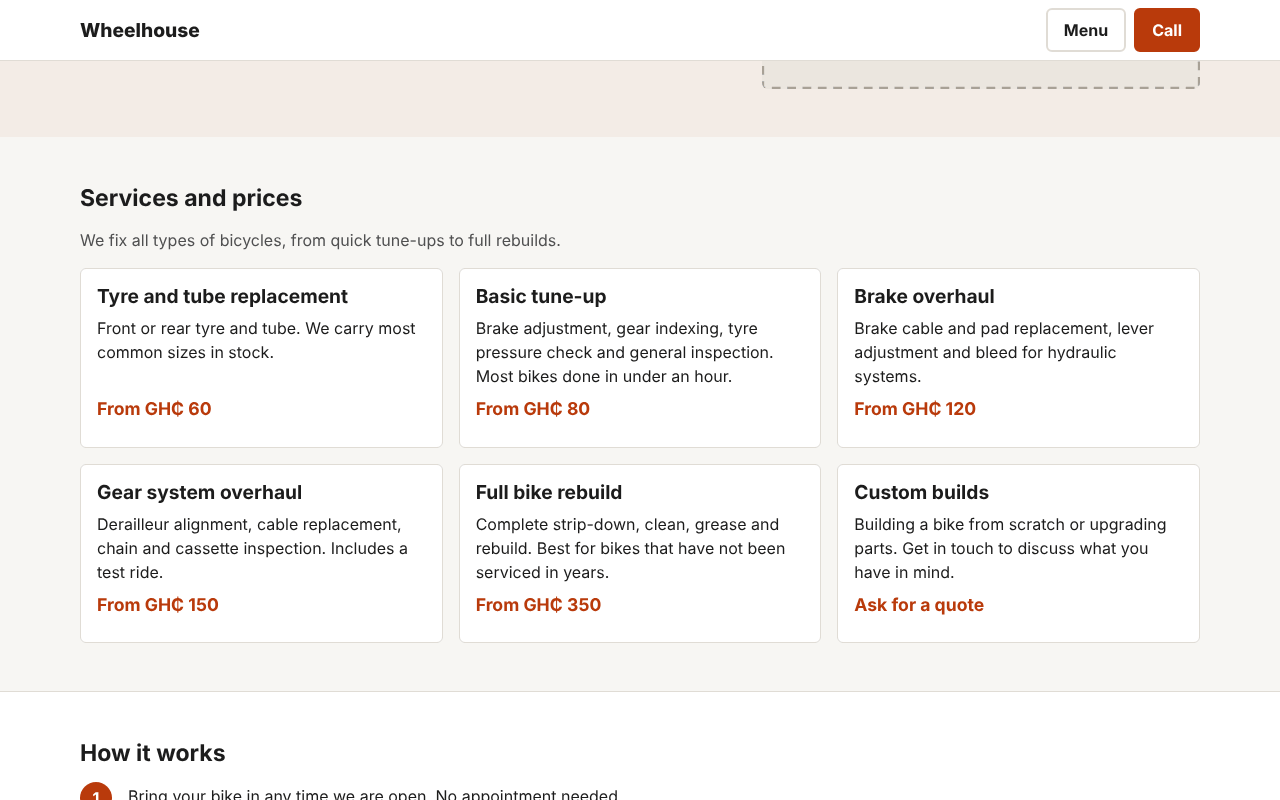 Wheelhouse
Menu
Call
Services and prices
We fix all types of bicycles, from quick tune-ups to full rebuilds.
Tyre and tube replacement
Front or rear tyre and tube. We carry most
common sizes in stock.
From GH₵ 60
Basic tune-up
Brake adjustment, gear indexing, tyre
pressure check and general inspection.
Most bikes done in under an hour.
From GH₵ 80
Brake overhaul
Brake cable and pad replacement, lever
adjustment and bleed for hydraulic
systems.
From GH₵ 120
Gear system overhaul
Derailleur alignment, cable replacement,
chain and cassette inspection. Includes a
test ride.
From GH₵ 150
Full bike rebuild
Complete strip-down, clean, grease and
rebuild. Best for bikes that have not been
serviced in years.
From GH₵ 350
Custom builds
Building a bike from scratch or upgrading
parts. Get in touch to discuss what you
have in mind.
Ask for a quote
How it works
1
Bring your bike in any time we are open. No appointment needed.